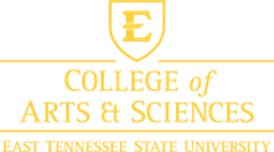 E
COLLEGE of
ARTS & SCIENCES
EAST TENNESSEE STATE UNIVERSITY